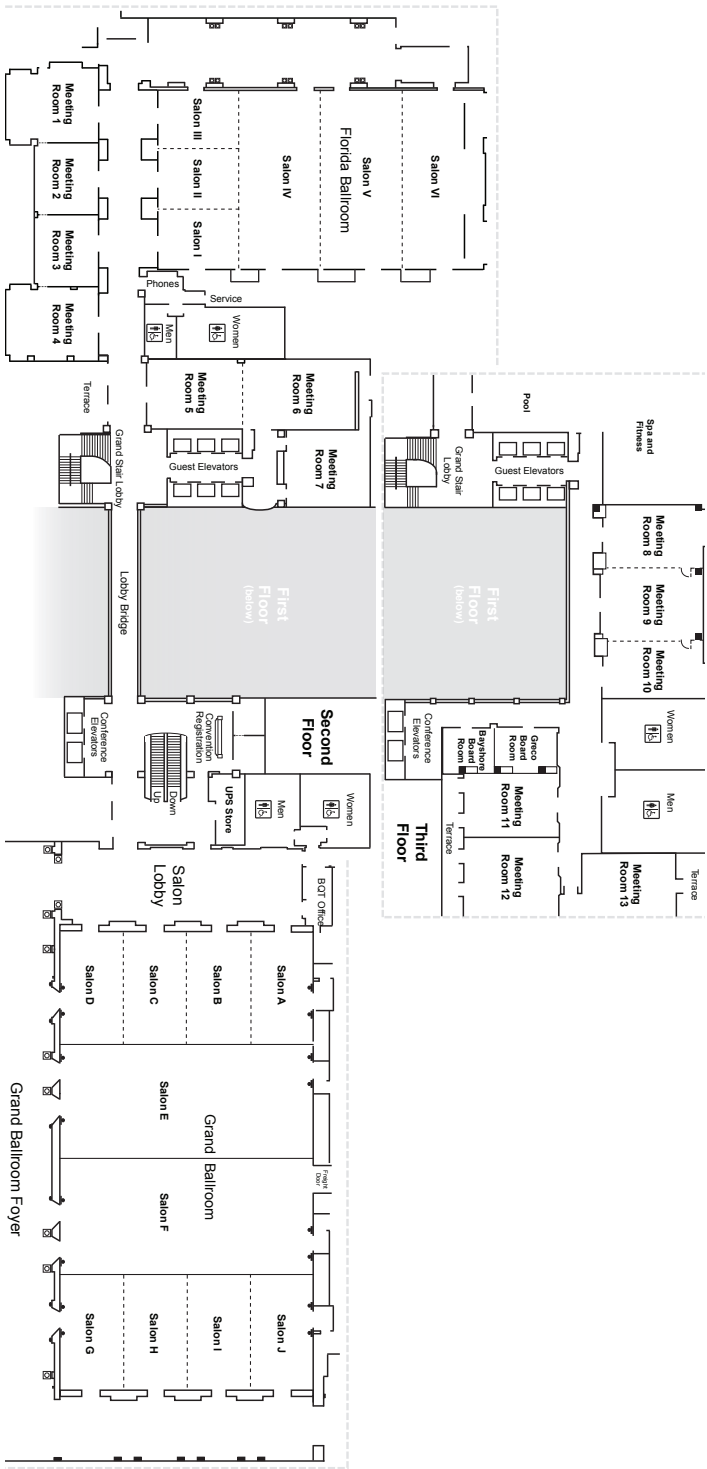 Meeting
Room 1
Meeting
Room 2
Meeting
Room 3
Meeting
Room 4
Salon III
Salon II
Salon I
Salon IV
Salon V
Salon VI
Florida Ballroom
Phones
Service
Men
Women
Terrace
Meeting
Room 5
Meeting
Room 6
Meeting
Room 7
Grand Stair Lobby
Guest Elevators
Lobby Bridge
First
Floor
(below)
Conference
Elevators
Convention
Registration
Second
Floor
Up
Down
UPS Store
Men
Women
Salon
Lobby
BQT Office
Salon D
Salon C
Salon B
Salon A
Salon E
Grand Ballroom
Salon F
Freight
Door
Salon G
Salon H
Salon I
Salon J
Grand Ballroom Foyer
Pool
Spa and
Fitness
Grand Stair
Lobby
Guest Elevators
Meeting
Room 8
Meeting
Room 9
Meeting
Room 10
First
Floor
(below)
Women
Men
Conference
Elevators
Bayshore
Board
Room
Greco
Board
Room
Meeting
Room 11
Meeting
Room 12
Meeting
Room 13
Terrace
Terrace
Third
Floor